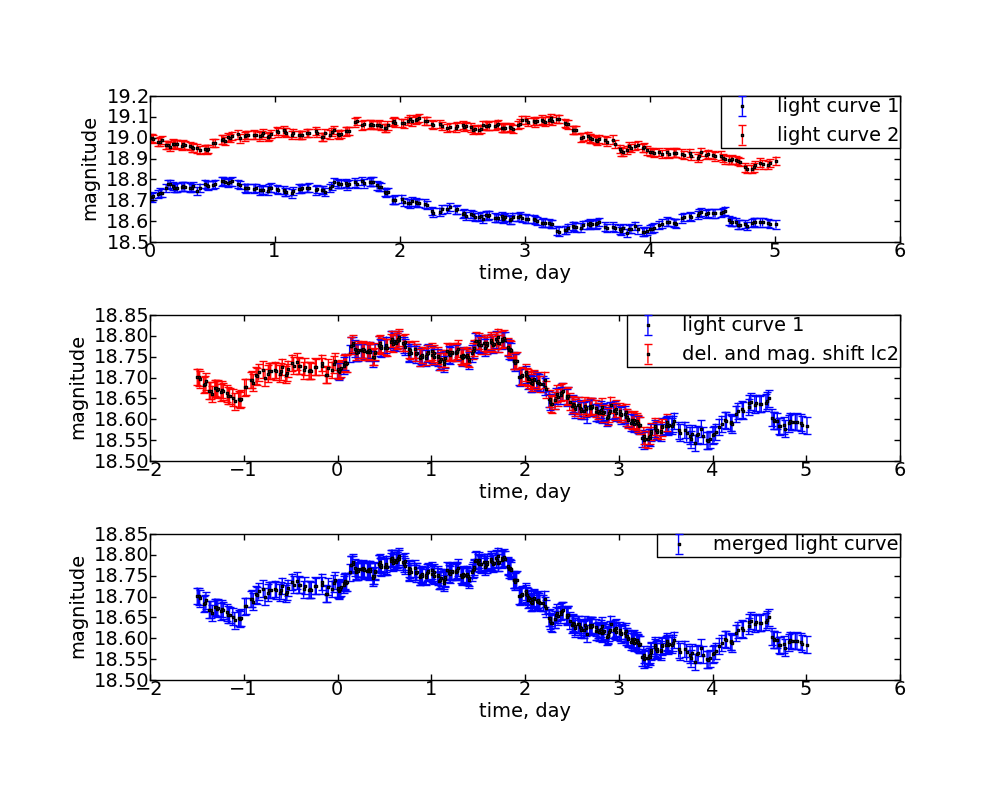 19.2
19.1
19.0
18.9
18.8
18.7
18.6
18.5
magnitude
light curve 1
light curve 2
0 1 2 3 4 5 6
time, day
18.85
18.80
18.75
18.70
18.65
18.60
18.55
18.50
magnitude
light curve 1
del. and mag. shift lc2
−2 −1 0 1 2 3 4 5 6
time, day
18.85
18.80
18.75
18.70
18.65
18.60
18.55
18.50
magnitude
merged light curve
−2 −1 0 1 2 3 4 5 6
time, day